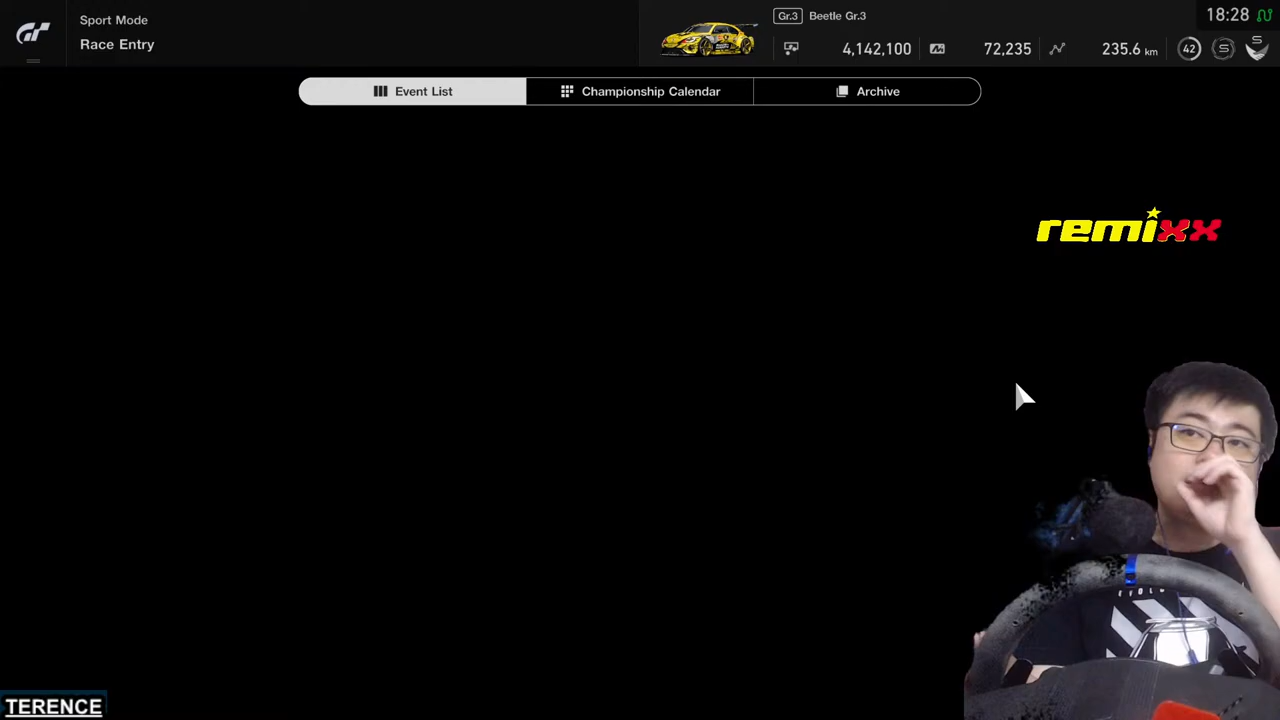 Sport Mode
Race Entry
Gr.3 Beetle Gr.3
18:28
4,142,100 72,235 235.6 km 42 S S
Event List Championship Calendar Archive
remixx
EVOL
TERENCE